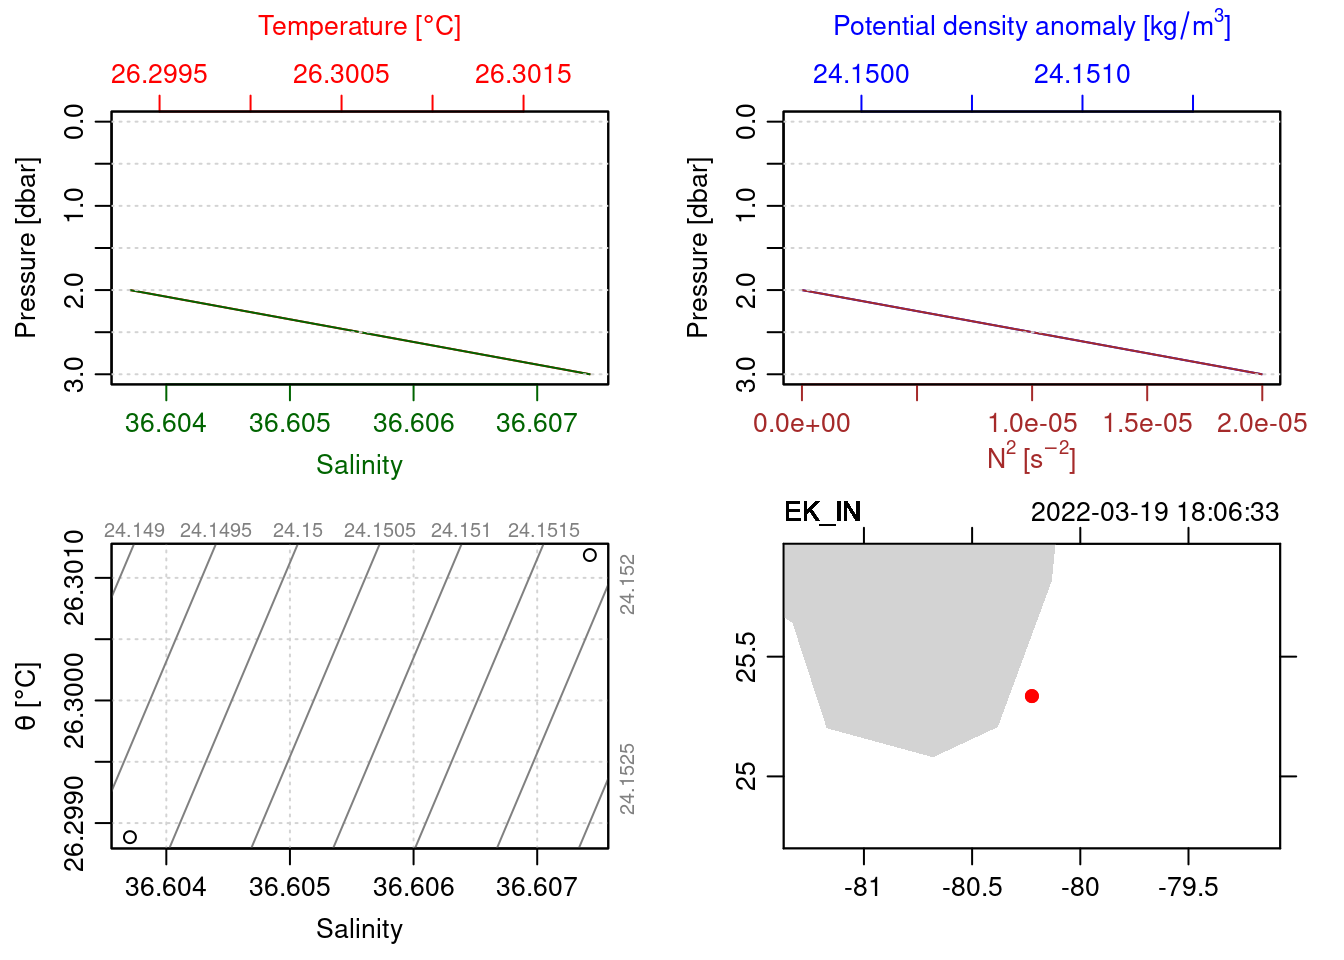 Temperature [°C]
26.2995 26.3005 26.3015
Pressure [dbar]
0.0 1.0 2.0 3.0
36.604 36.605 36.606 36.607
Salinity
Potential density anomaly [kg/m³]
24.1500 24.1510
Pressure [dbar]
0.0 1.0 2.0 3.0
0.0e+00 1.0e-05 1.5e-05 2.0e-05
N² [s⁻²]
24.149 24.1495 24.15 24.1505 24.151 24.1515
24.152
24.1525
θ [°C]
26.3010 26.3000 26.2990
36.604 36.605 36.606 36.607
Salinity
EK_IN 2022-03-19 18:06:33
25.5
25
-81 -80.5 -80 -79.5